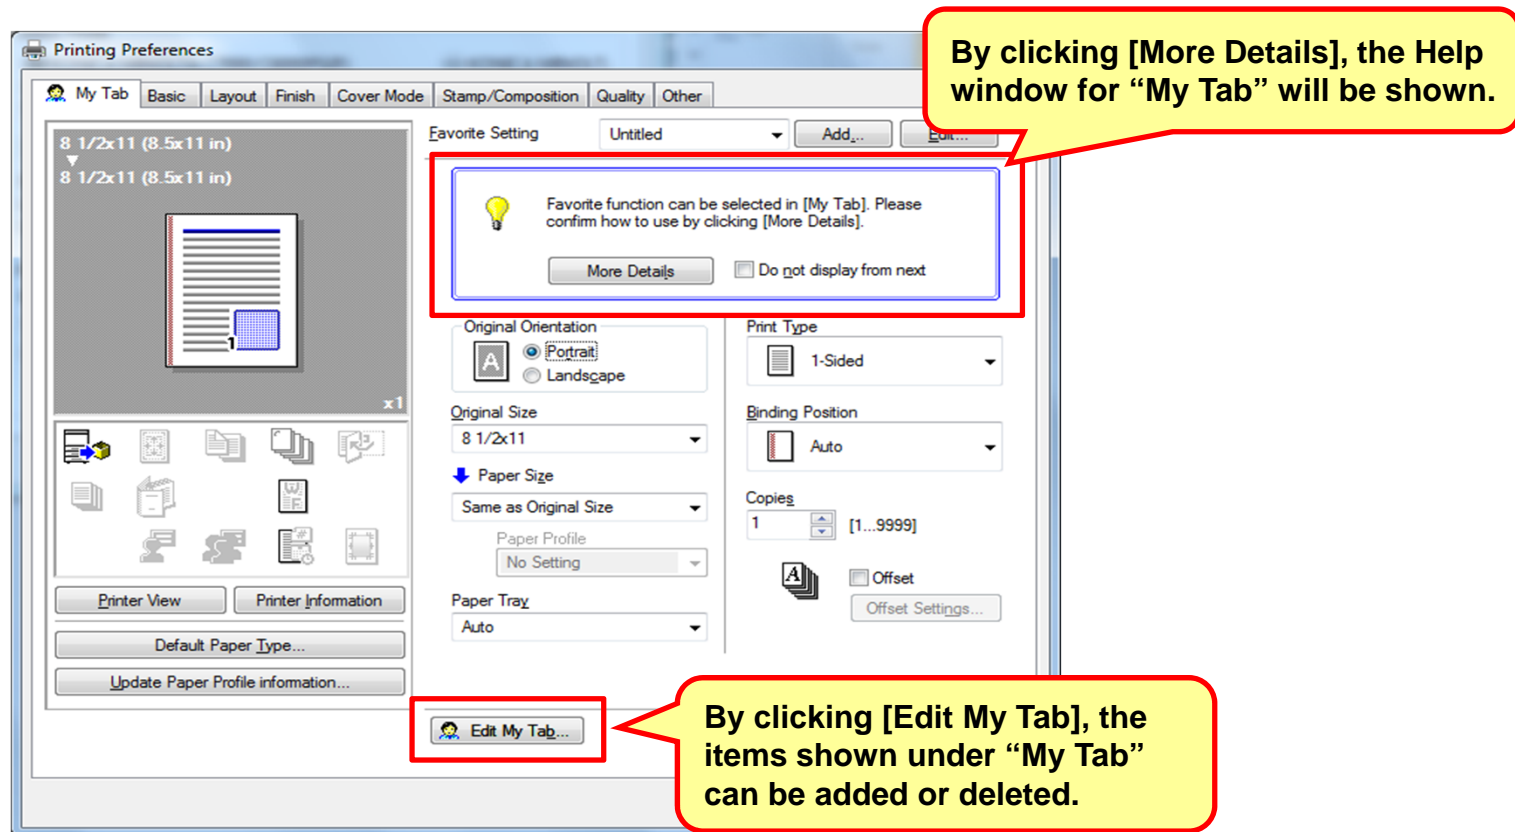 Printing Preferences
By clicking [More Details], the Help
window for “My Tab” will be shown.
My Tab Basic Layout Finish Cover Mode Stamp/Composition Quality Other
8 1/2x11 (8.5x11 in)
8 1/2x11 (8.5x11 in)
1
x1
Favorite Setting Untitled Add... Edit...
Favorite function can be selected in [My Tab]. Please
confirm how to use by clicking [More Details].
More Details Do not display from next
Original Orientation
A
Portrait
Landscape
Original Size
8 1/2x11
Paper Size
Same as Original Size
Paper Profile
No Setting
Paper Tray
Auto
Print Type
1-Sided
Binding Position
Auto
Copies
1 [1...9999]
A
Offset
Offset Settings...
Printer View Printer Information
Default Paper Type...
Update Paper Profile information...
Edit My Tab...
By clicking [Edit My Tab], the
items shown under “My Tab”
can be added or deleted.